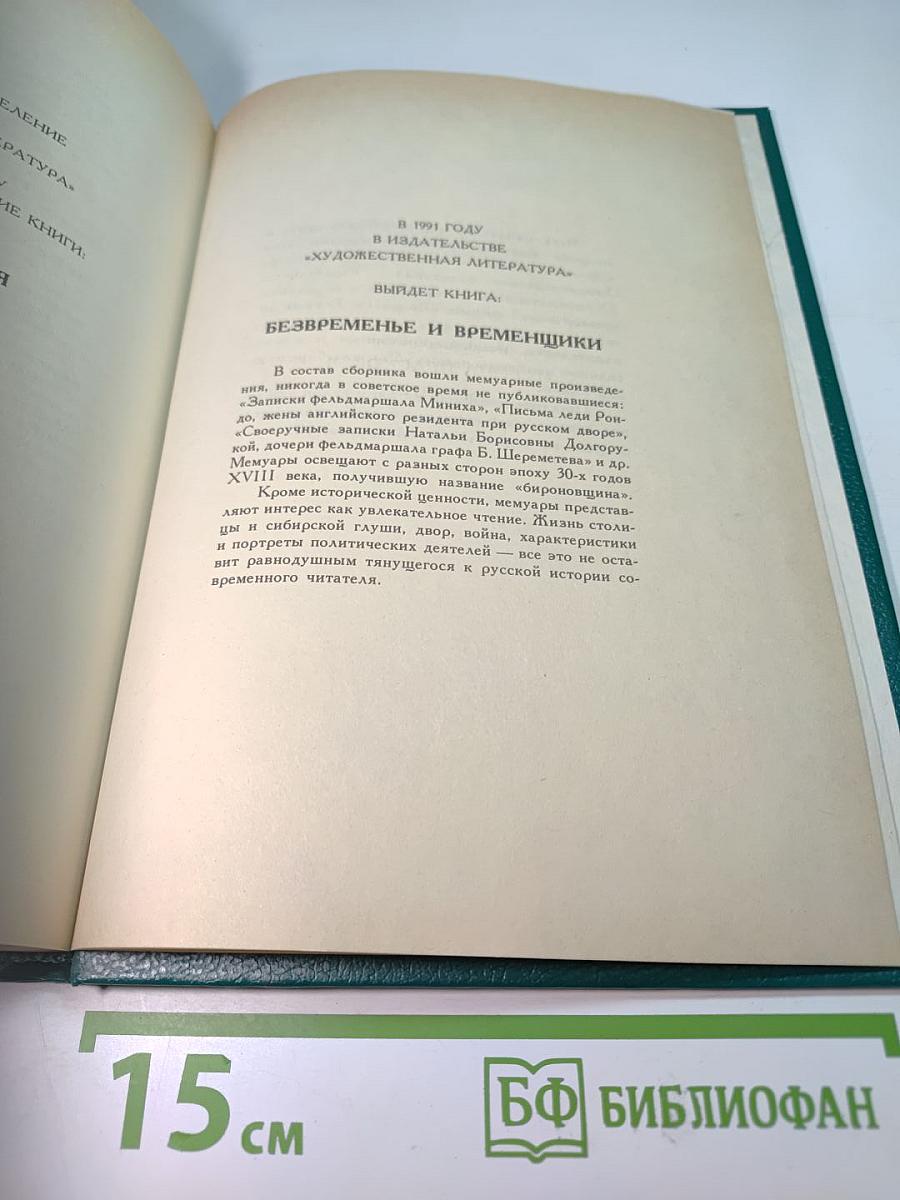 ЕЛЕНИЕ
ЕРАТУРА»
ИЕ КНИГИ:
Я
В 1991 ГОДУ
В ИЗДАТЕЛЬСТВЕ
«ХУДОЖЕСТВЕННАЯ ЛИТЕРАТУРА»
ВЫЙДЕТ КНИГА:
БЕЗВРЕМЕНЬЕ И ВРЕМЕНЩИКИ
В состав сборника вошли мемуарные произведе-
ния, никогда в советское время не публиковавшиеся:
«Записки фельдмаршала Миниха», «Письма леди Рон-
до, жены английского резидента при русском дворе»,
«Своеручные записки Натальи Борисовны Долгору-
кой, дочери фельдмаршала графа Б. Шереметева» и др.
Мемуары освещают с разных сторон эпоху 30-х годов
XVIII века, получившую название «бироновщина».
Кроме исторической ценности, мемуары представ-
ляют интерес как увлекательное чтение. Жизнь столи-
цы и сибирской глуши, двор, война, характеристики
и портреты политических деятелей — все это не оста-
вит равнодушным тянущегося к русской истории со-
временного читателя.
15 см
БФ БИБЛИОФАН